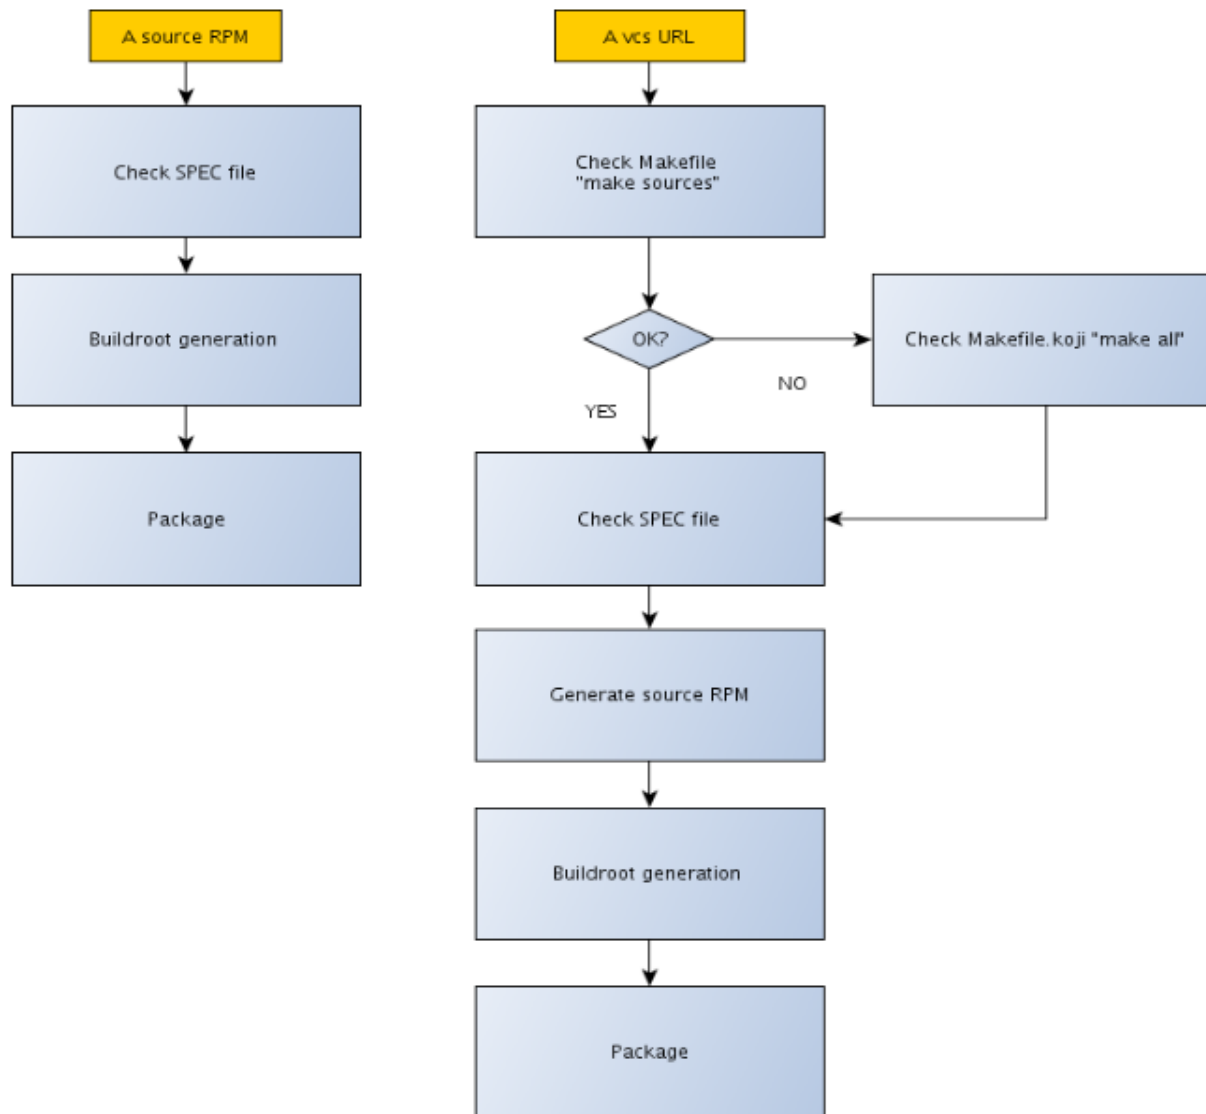 A source RPM
Check SPEC file
Buildroot generation
Package
A vcs URL
Check Makefile
"make sources"
OK?
NO
YES
Check Makefile.koji "make all"
Check SPEC file
Generate source RPM
Buildroot generation
Package